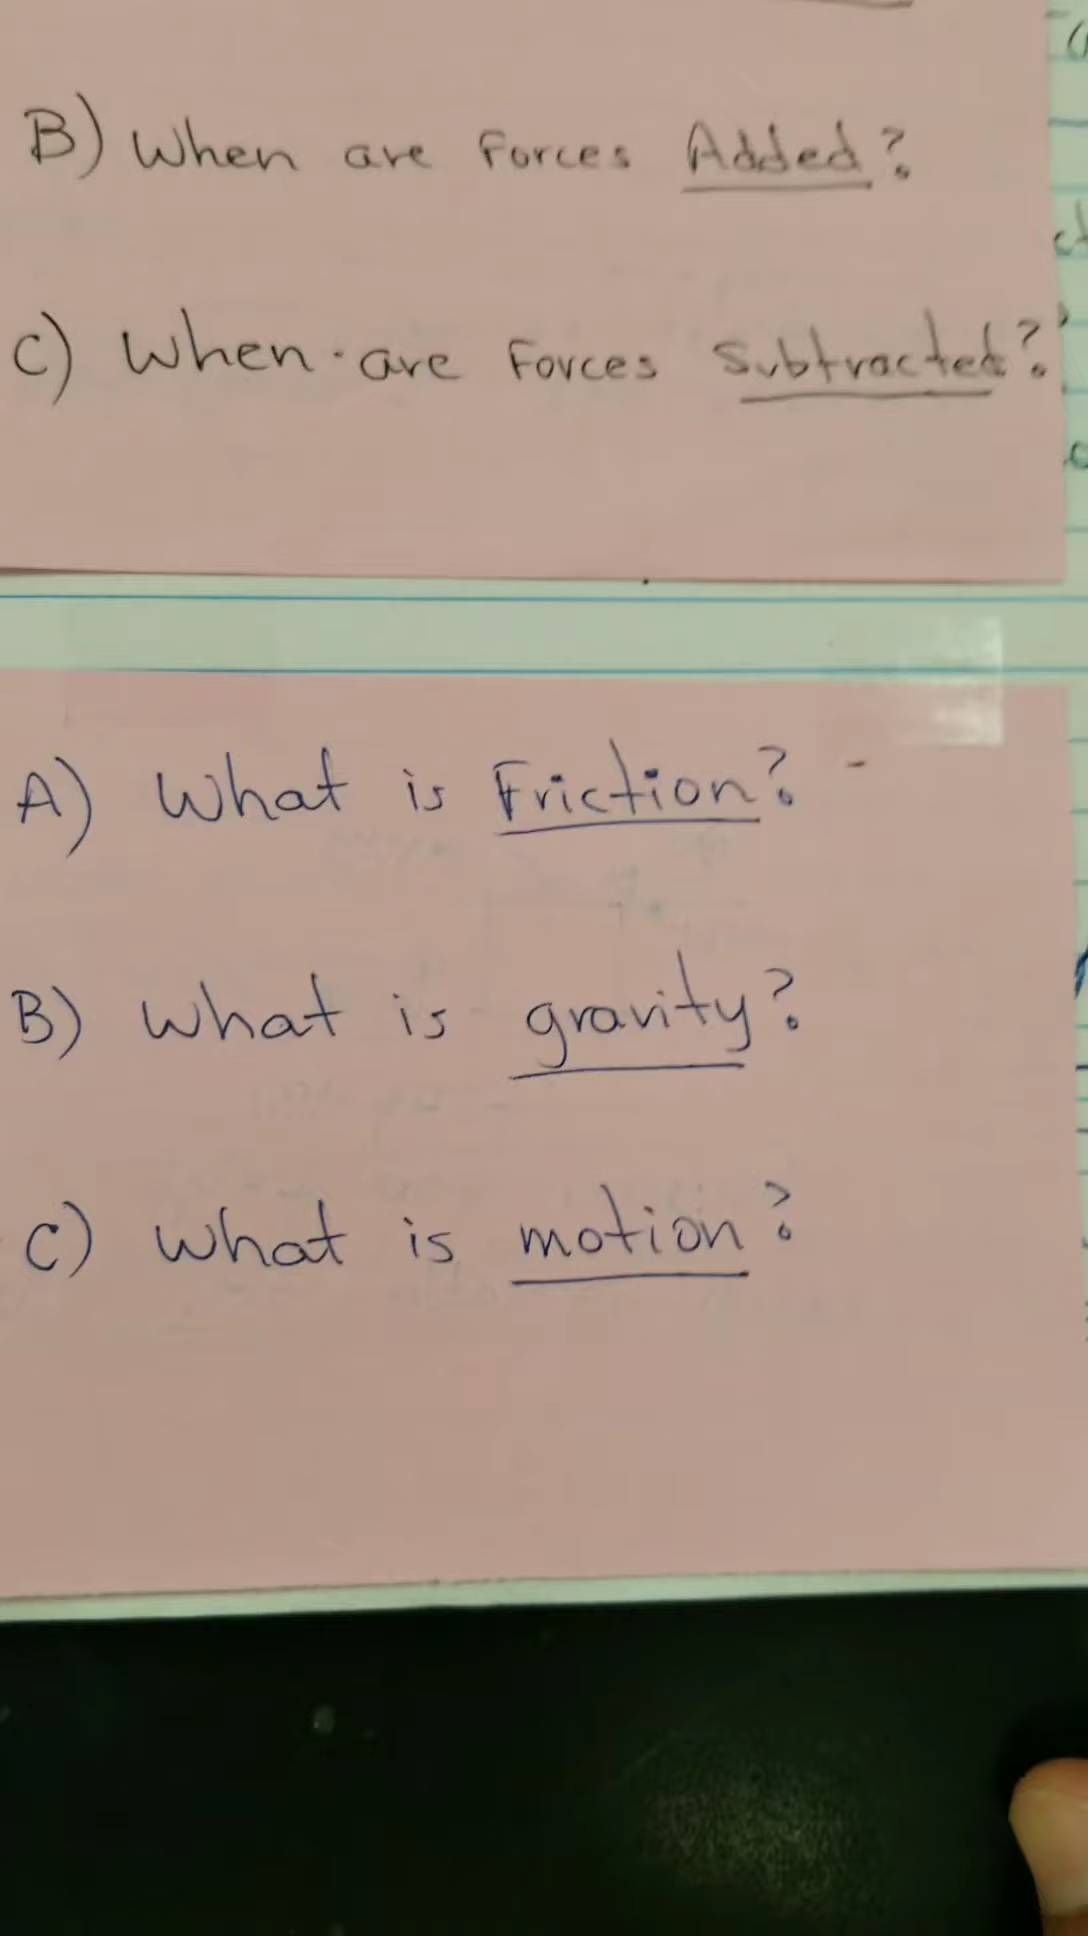 B) When are Forces Added?
C) When are Forces Subtracted?
A) What is Friction? -
B) What is gravity?
C) What is motion?